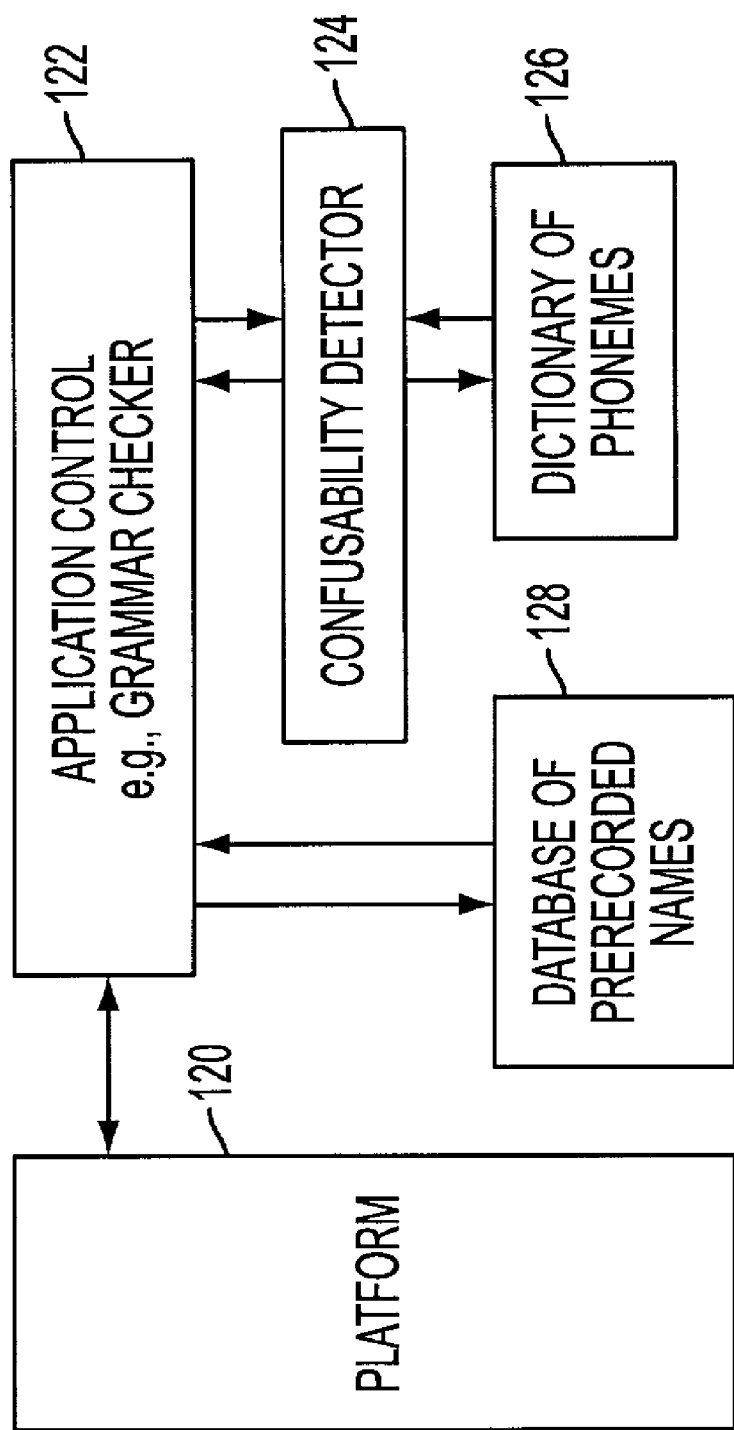 120
PLATFORM
122
APPLICATION CONTROL
e.g., GRAMMAR CHECKER
124
CONFUSABILITY DETECTOR
128
DATABASE OF
PRERECORDED
NAMES
126
DICTIONARY OF
PHONEMES